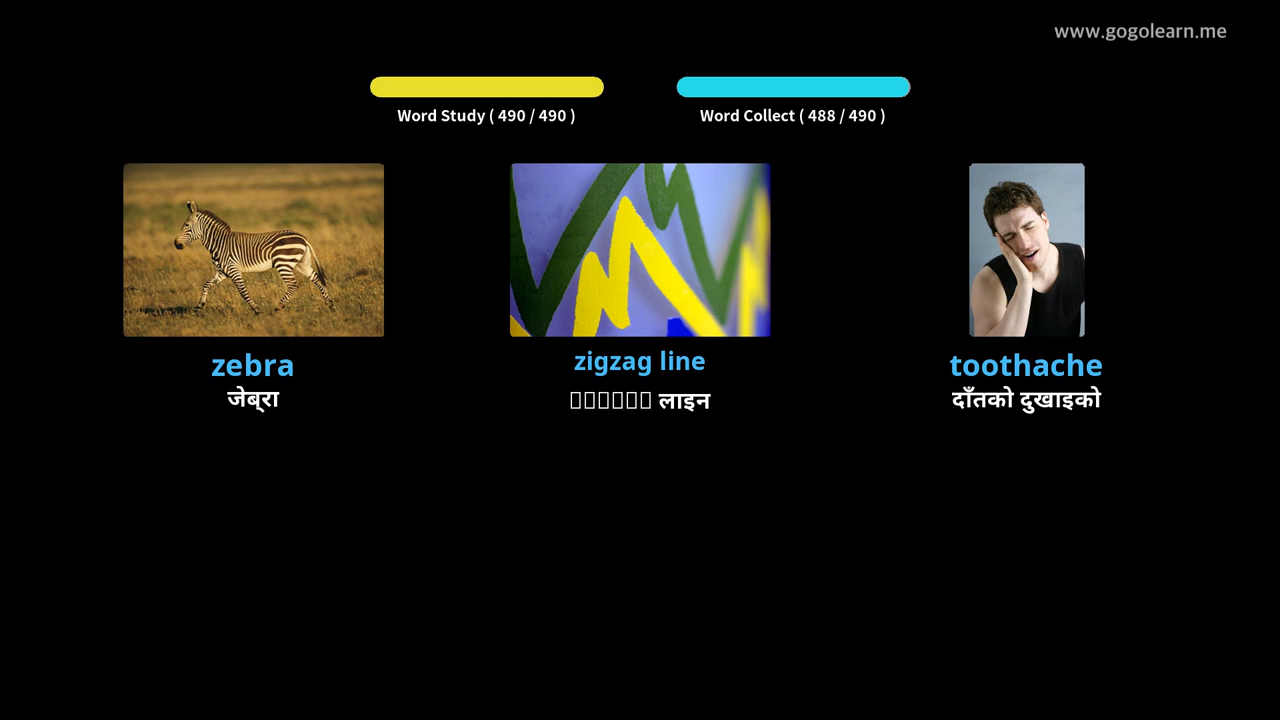 www.gogolearn.me
Word Study ( 490 / 490 )
Word Collect ( 488 / 490 )
zebra
जेब्रा
zigzag line
लाइन
toothache
दाँतको दुखाइको